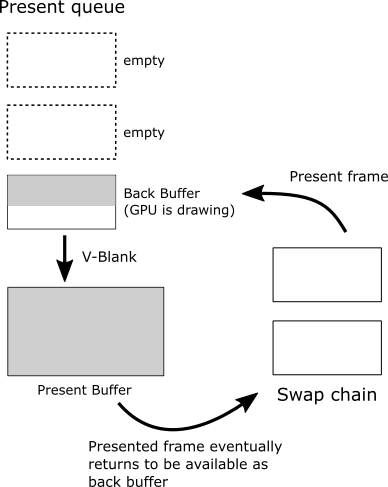 Present queue
empty
empty
Present frame
Back Buffer
(GPU is drawing)
V-Blank
Present Buffer
Swap chain
Presented frame eventually
returns to be available as
back buffer